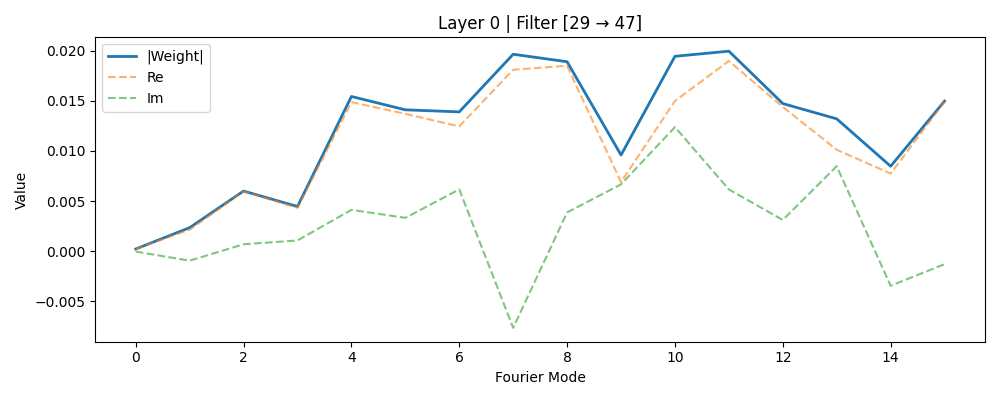 Layer 0 | Filter [29 → 47]
|Weight|
Re
Im
0.020
0.015
0.010
0.005
0.000
−0.005
Value
0 2 4 6 8 10 12 14
Fourier Mode